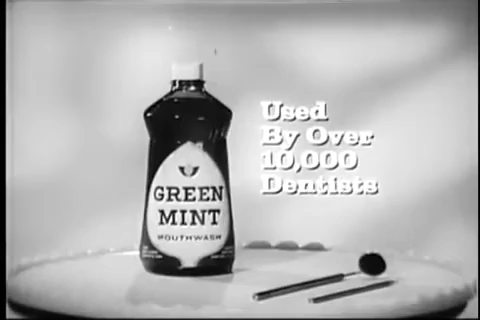 Used
By Over
10,000
Dentists
GREEN
MINT
MOUTHWASH